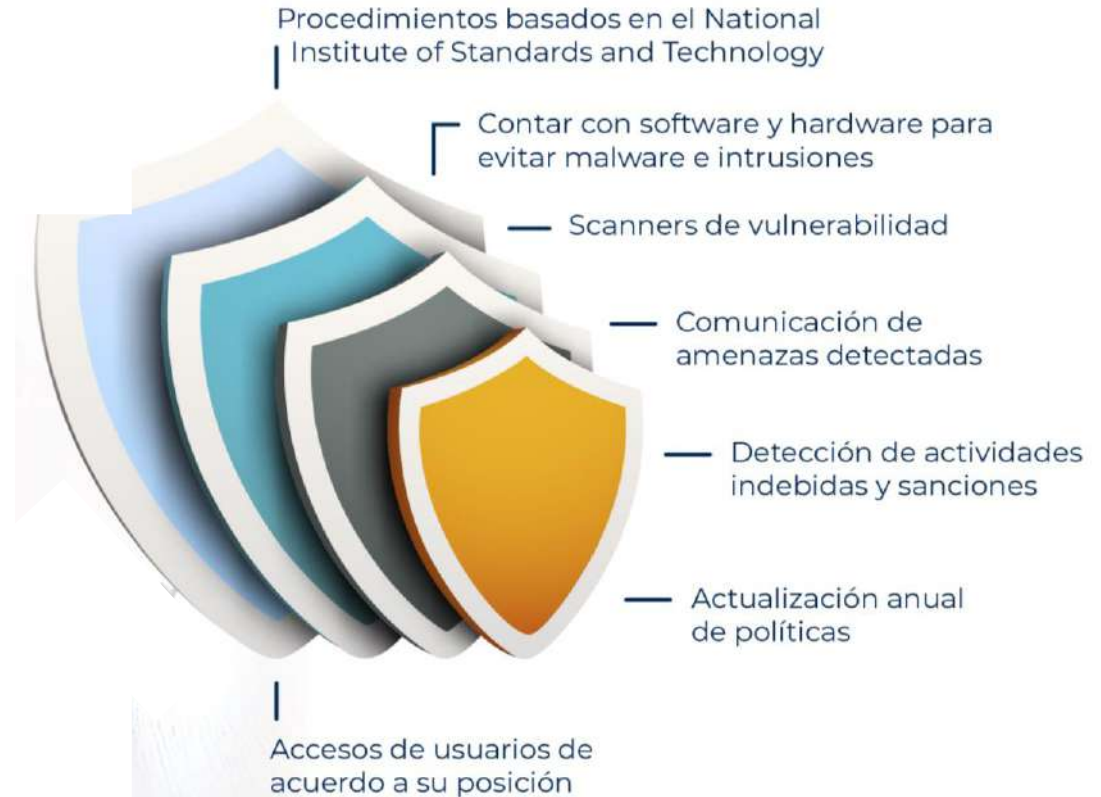 Procedimientos basados en el National
Institute of Standards and Technology
Contar con software y hardware para
evitar malware e intrusiones
Scanners de vulnerabilidad
Comunicación de
amenazas detectadas
Detección de actividades
indebidas y sanciones
Actualización anual
de políticas
Accesos de usuarios de
acuerdo a su posición